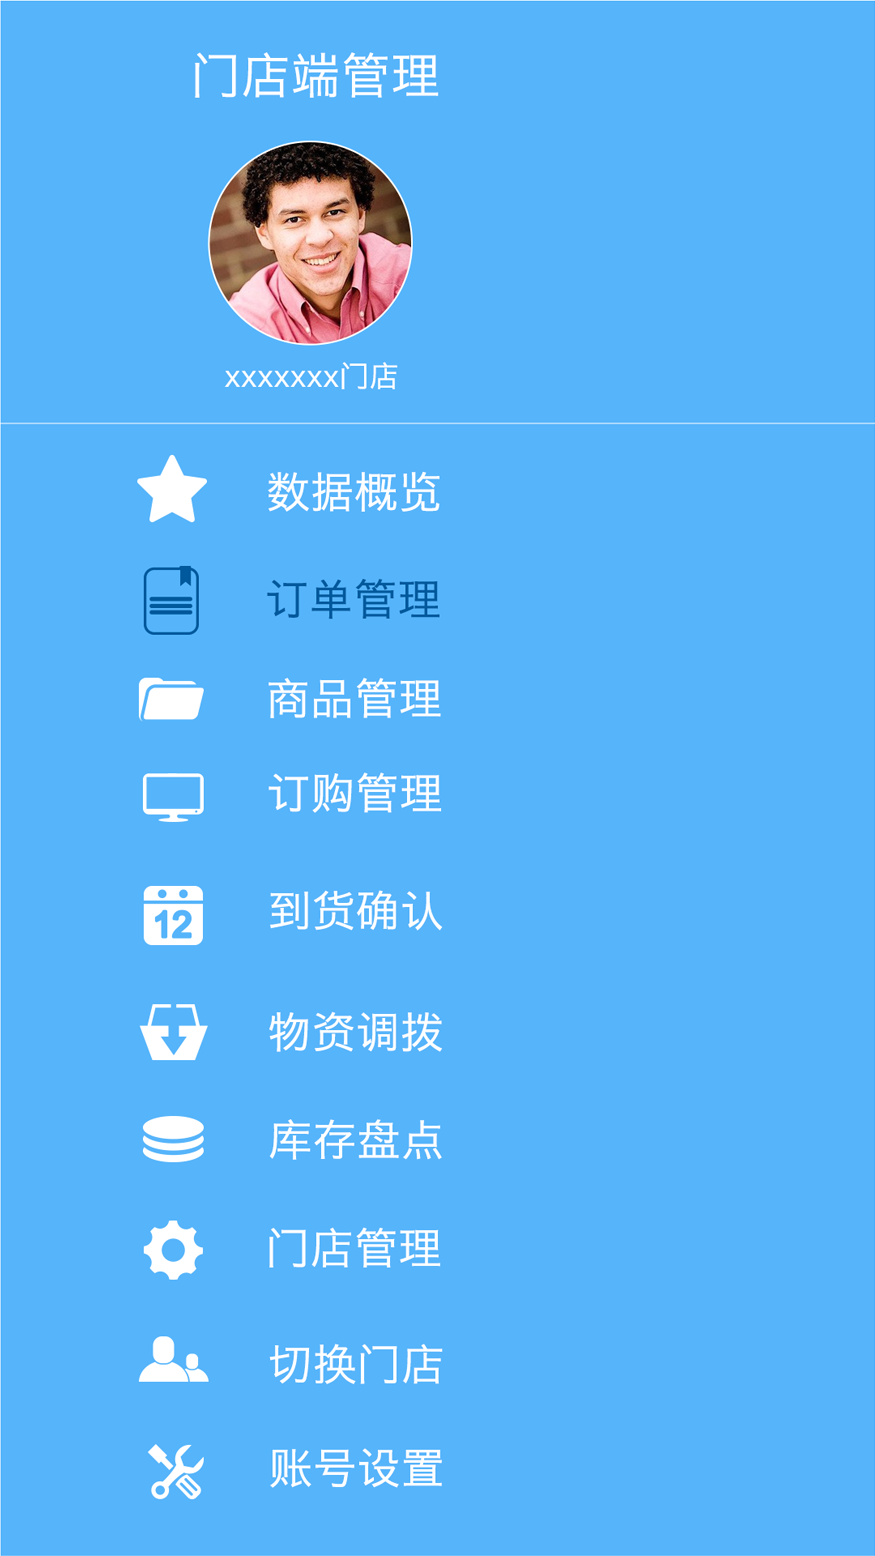 门店端管理
xxxxxxx门店
数据概览
订单管理
商品管理
订购管理
12
到货确认
物资调拨
库存盘点
门店管理
切换门店
账号设置